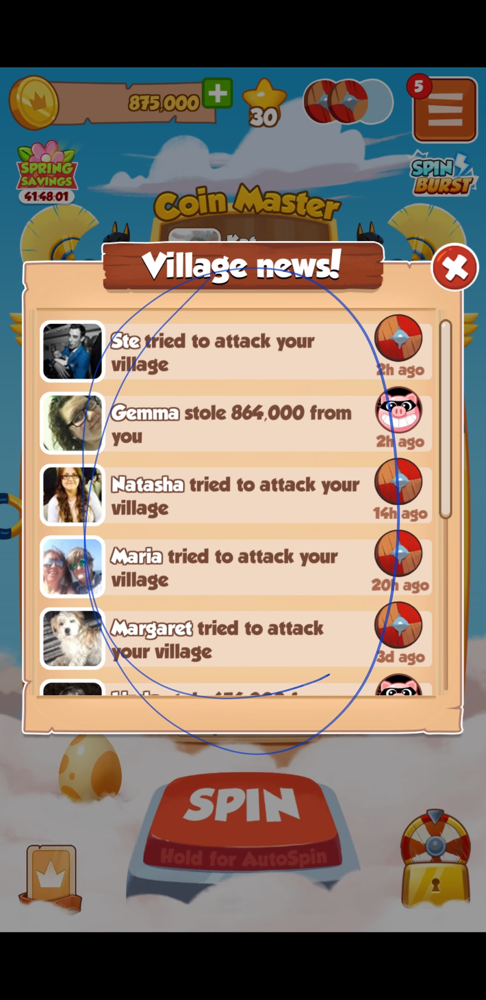 875,000
30
5
SPRING
SAVINGS
41:48:01
SPIN
BURST
Coin Master
Village news!
Ste tried to attack your
village
2h ago
Gemma stole 864,000 from
you
2h ago
Natasha tried to attack your
village
14h ago
Maria tried to attack your
village
20h ago
Margaret tried to attack
your village
3d ago
SPIN
Hold for AutoSpin